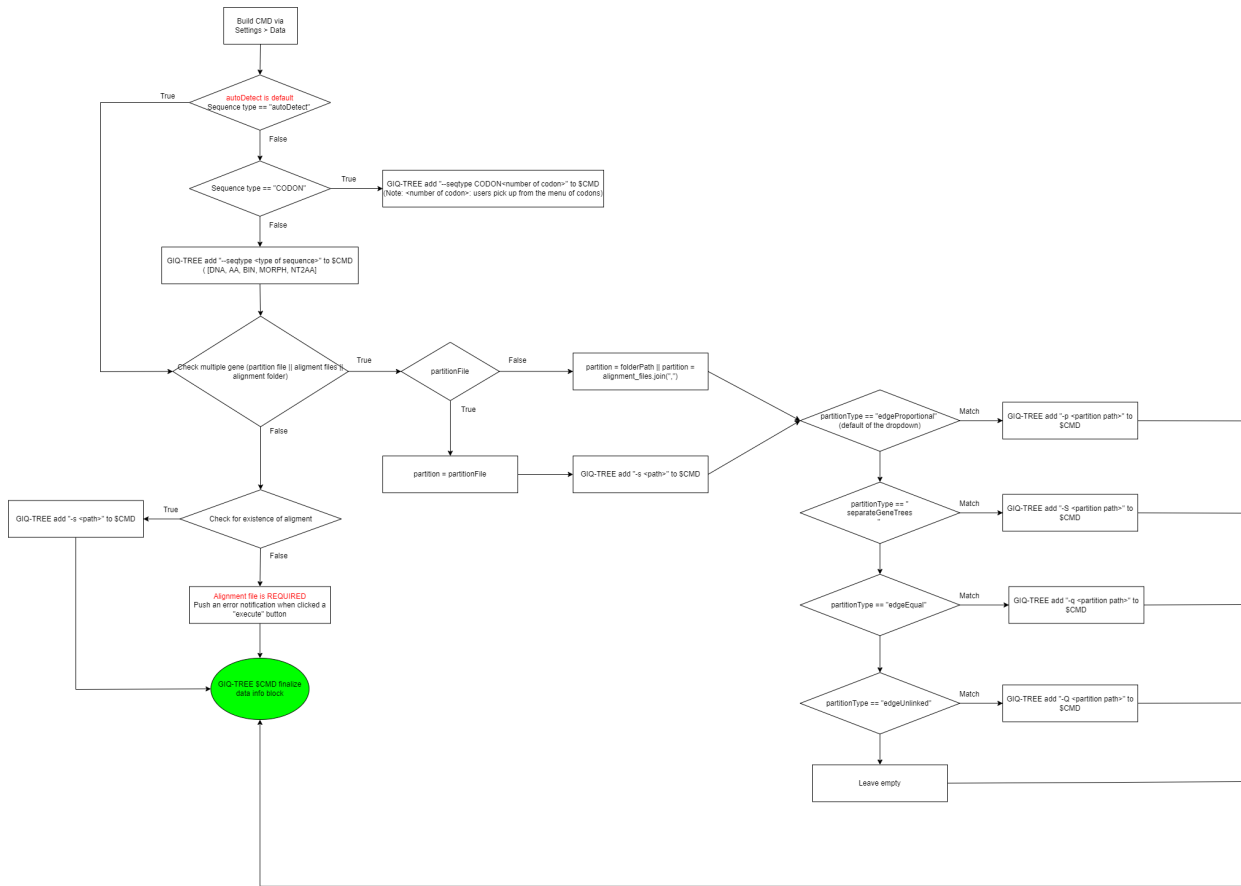 Build CMD via
Settings > Data
True
autoDetect is default
Sequence type == "autoDetect"
False
Sequence type == "CODON"
True
GIQ-TREE add "--seqtype CODON<number of codon>" to $CMD
(Note: <number of codon>: users pick up from the menu of codons)
False
GIQ-TREE add "--seqtype <type of sequence>" to $CMD
( [DNA, AA, BIN, MORPH, NT2AA]
Check multiple gene (partition file || aligment files ||
alignment folder)
True
partitionFile
False
partition = folderPath || partition =
alignment_files.join(",")
True
partition = partitionFile
GIQ-TREE add "-s <path>" to $CMD
partitionType == "edgeProportional"
(default of the dropdown)
Match
GIQ-TREE add "-p <partition path>" to
$CMD
False
partitionType == "
separateGeneTrees
"
Match
GIQ-TREE add "-S <partition path>" to
$CMD
GIQ-TREE add "-s <path>" to $CMD
True
Check for existence of aligment
False
partitionType == "edgeEqual"
Match
GIQ-TREE add "-q <partition path>" to
$CMD
Alignment file is REQUIRED
Push an error notification when clicked a
"execute" button
GIQ-TREE $CMD finalize
data info block
partitionType == "edgeUnlinked"
Match
GIQ-TREE add "-Q <partition path>" to
$CMD
Leave empty